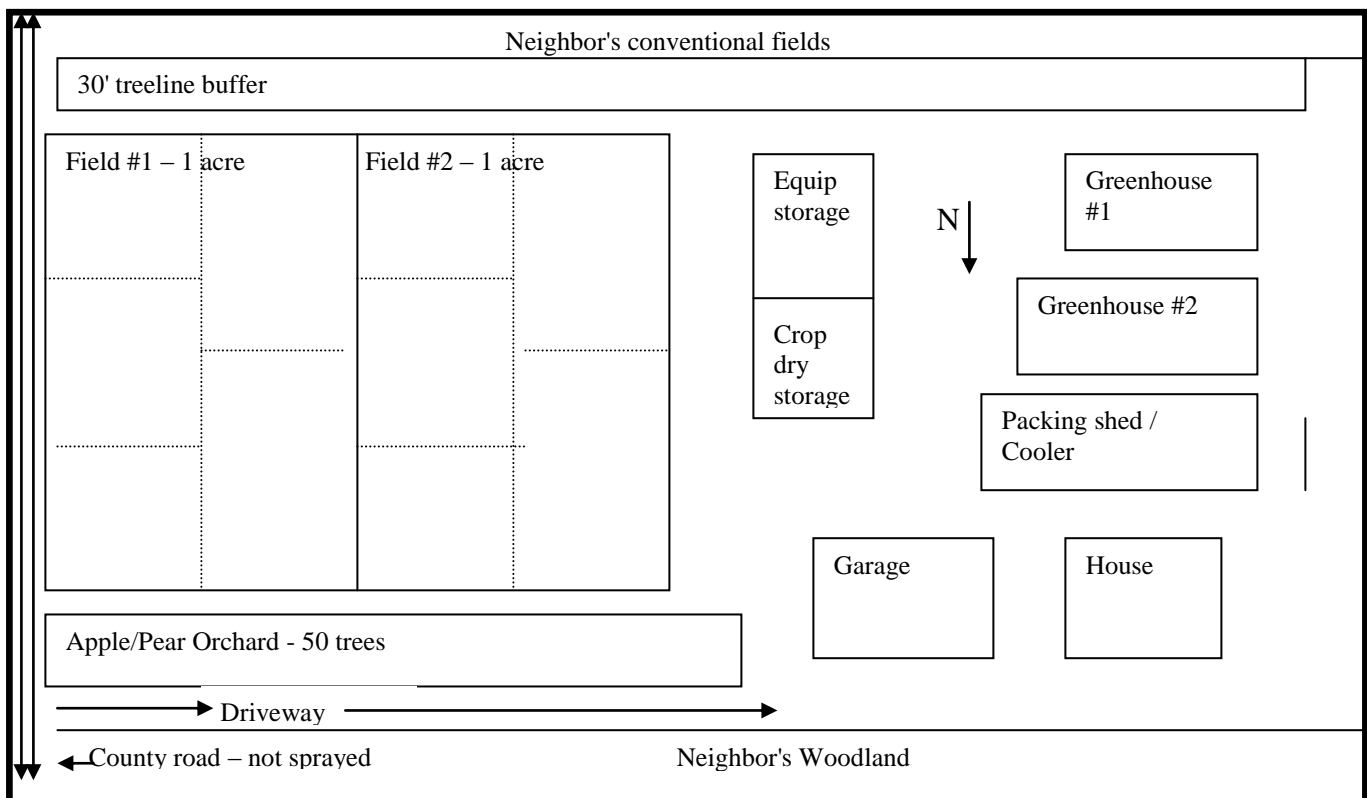 Neighbor's conventional fields
30' treeline buffer
Field #1 – 1 acre
Field #2 – 1 acre
Equip
storage
N
Greenhouse
#1
Greenhouse #2
Crop
dry
storage
Packing shed /
Cooler
Garage
House
Apple/Pear Orchard - 50 trees
Driveway
County road – not sprayed
Neighbor's Woodland